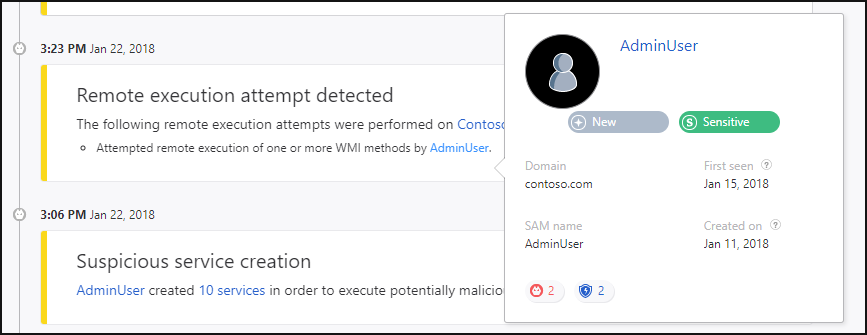 3:23 PM Jan 22, 2018
Remote execution attempt detected
The following remote execution attempts were performed on Contoso
Attempted remote execution of one or more WMI methods by AdminUser.
3:06 PM Jan 22, 2018
Suspicious service creation
AdminUser created 10 services in order to execute potentially malicio
AdminUser
New
S Sensitive
Domain
First seen ?
contoso.com
Jan 15, 2018
SAM name
Created on ?
AdminUser
Jan 11, 2018
2
2